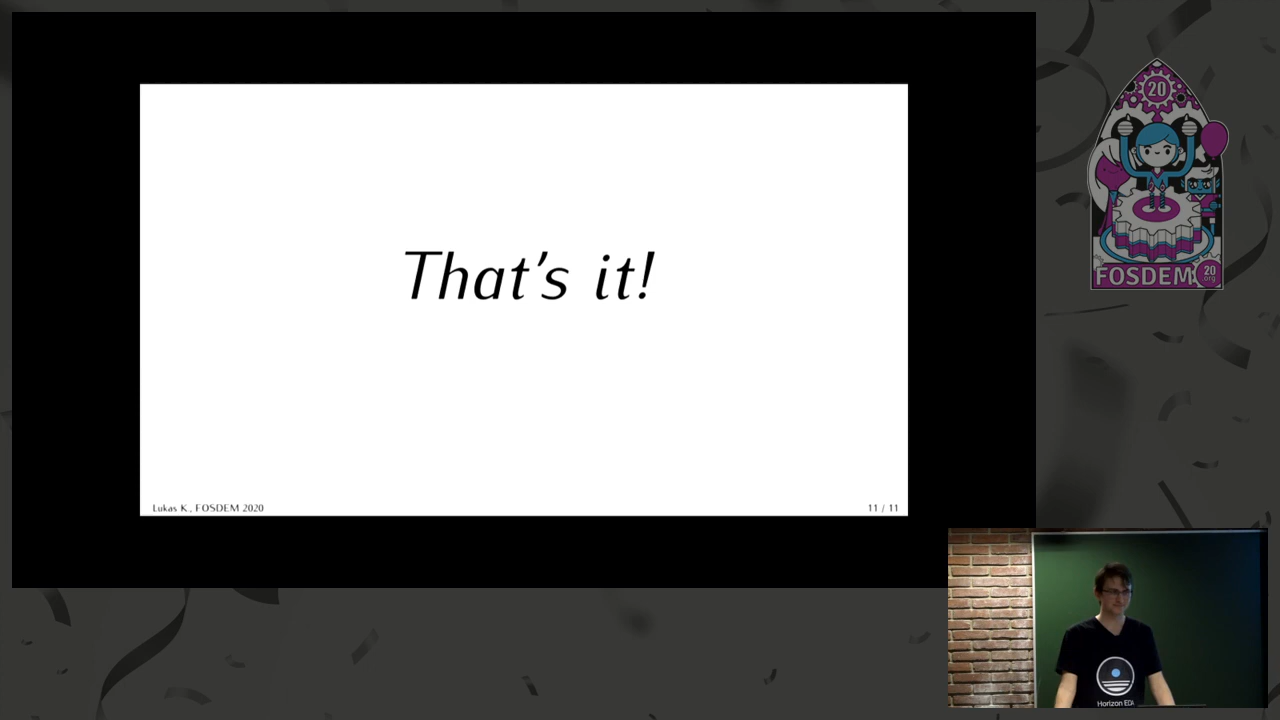 That's it!
Lukas K., FOSDEM 2020
11 / 11
20
FOSDEM
20
org
Horizon EDA